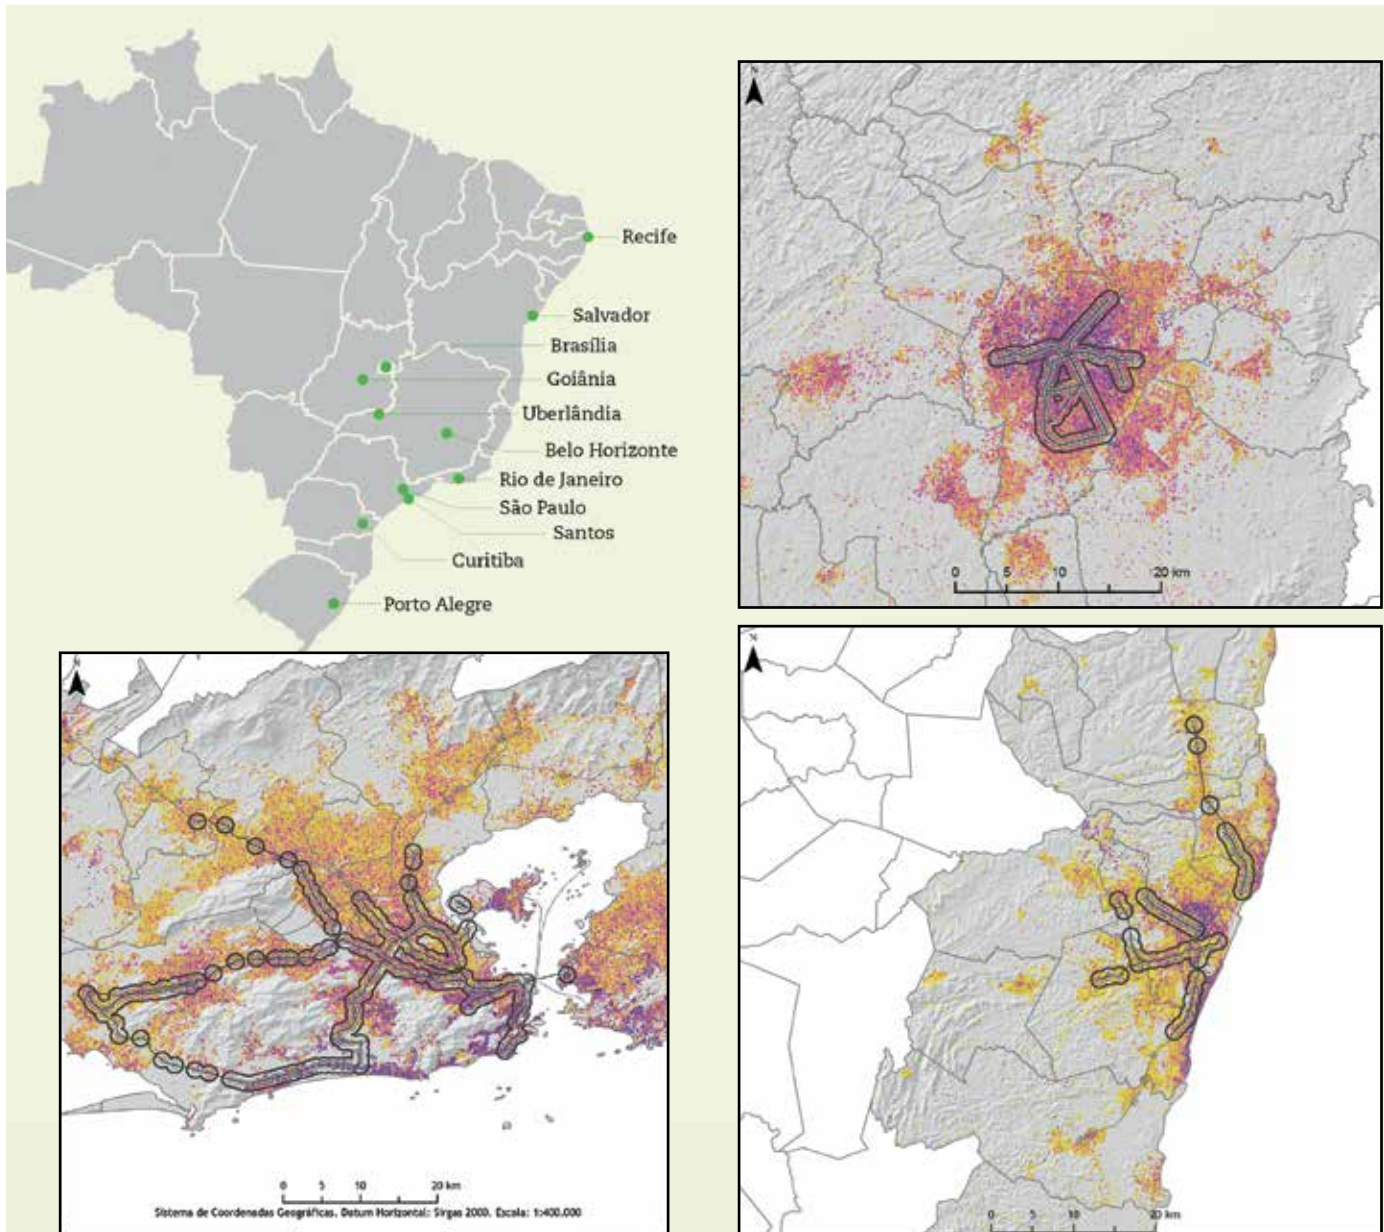 Recife
Salvador
Brasília
Goiânia
Uberlândia
Belo Horizonte
Rio de Janeiro
São Paulo
Santos
Curitiba
Porto Alegre
N
0 5 10 20 km
N
0 5 10 20 km
Sistema de Coordenadas Geográficas. Datum Horizontal: Sirgas 2000. Escala: 1:400.000
N
0 5 10 20 km